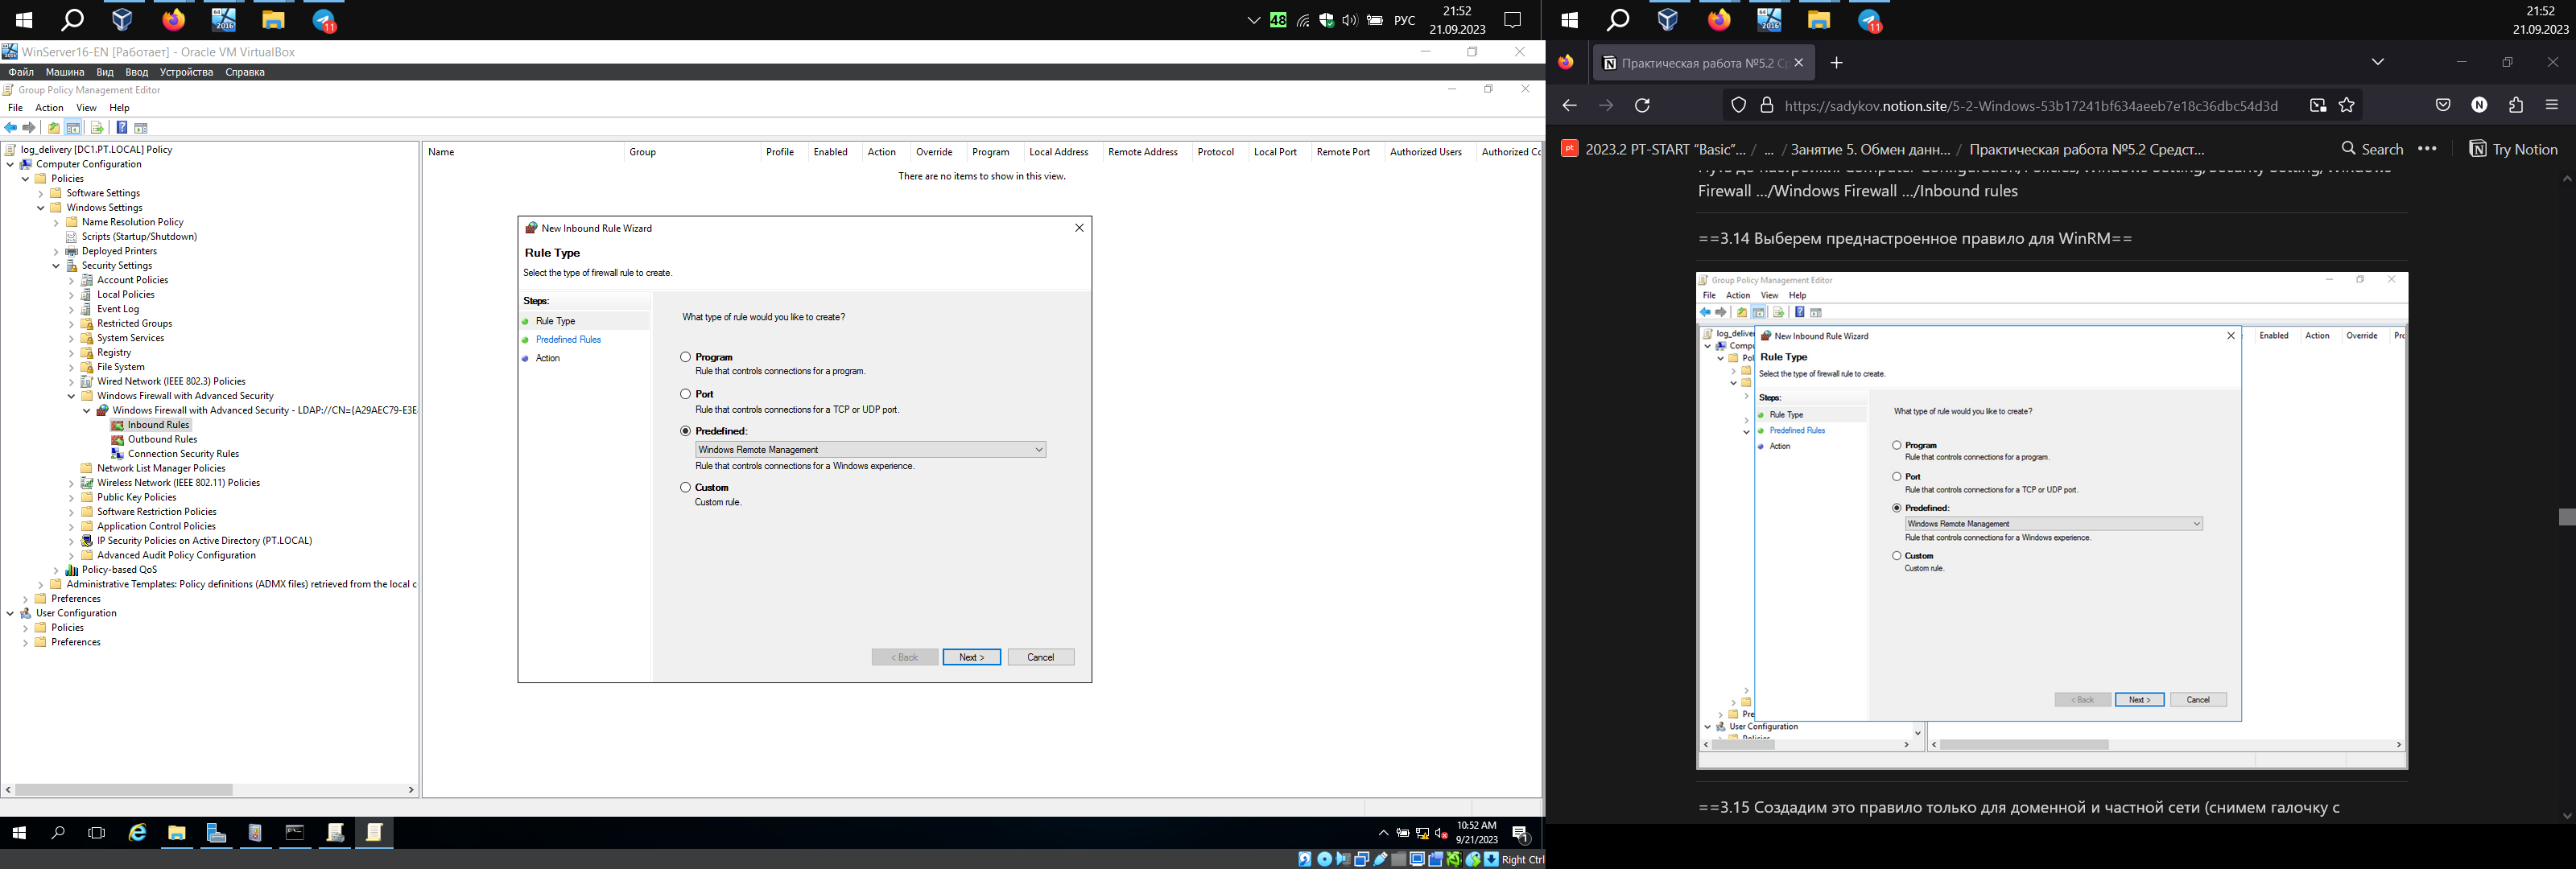 48
РУС
21:52
21.09.2023
11
WinServer16-EN [Работает] - Oracle VM VirtualBox
Файл Машина Вид Ввод Устройства Справка
Group Policy Management Editor
File Action View Help
log_delivery [DC1.PT.LOCAL] Policy
Computer Configuration
Policies
Software Settings
Windows Settings
Name Resolution Policy
Scripts (Startup/Shutdown)
Deployed Printers
Security Settings
Account Policies
Local Policies
Event Log
Restricted Groups
System Services
Registry
File System
Wired Network (IEEE 802.3) Policies
Windows Firewall with Advanced Security
Windows Firewall with Advanced Security - LDAP://CN={A29AEC79-E3E
Inbound Rules
Outbound Rules
Connection Security Rules
Network List Manager Policies
Wireless Network (IEEE 802.11) Policies
Public Key Policies
Software Restriction Policies
Application Control Policies
IP Security Policies on Active Directory (PT.LOCAL)
Advanced Audit Policy Configuration
Policy-based QoS
Administrative Templates: Policy definitions (ADMX files) retrieved from the local c
Preferences
User Configuration
Policies
Preferences
Name Group Profile Enabled Action Override Program Local Address Remote Address Protocol Local Port Remote Port Authorized Users Authorized Co
There are no items to show in this view.
New Inbound Rule Wizard
Rule Type
Select the type of firewall rule to create.
Steps:
Rule Type
Predefined Rules
Action
What type of rule would you like to create?
Program
Rule that controls connections for a program.
Port
Rule that controls connections for a TCP or UDP port.
Predefined:
Windows Remote Management
Rule that controls connections for a Windows experience.
Custom
Custom rule.
< Back Next > Cancel
10:52 AM
9/21/2023
1
Right Ctrl
11
21:52
21.09.2023
Практическая работа №5.2 Ср
https://sadykov.notion.site/5-2-Windows-53b17241bf634aeeb7e18c36dbc54d3d
pt 2023.2 PT-START “Basic”... / ... / Занятие 5. Обмен данн... / Практическая работа №5.2 Средст... Search Try Notion
Путь до настройки: Computer Configuration/Policies/Windows Setting/Security Setting/Windows
Firewall .../Windows Firewall .../Inbound rules
==3.14 Выберем преднастроенное правило для WinRM==
Group Policy Management Editor
File Action View Help
log_deliver
Comp
Pol
New Inbound Rule Wizard
Rule Type
Select the type of firewall rule to create.
Steps:
Rule Type
Predefined Rules
Action
What type of rule would you like to create?
Program
Rule that controls connections for a program.
Port
Rule that controls connections for a TCP or UDP port.
Predefined:
Windows Remote Management
Rule that controls connections for a Windows experience.
Custom
Custom rule.
< Back Next > Cancel
Enabled Action Override Prc
Pre
User Configuration
Policies
==3.15 Создадим это правило только для доменной и частной сети (снимем галочку с